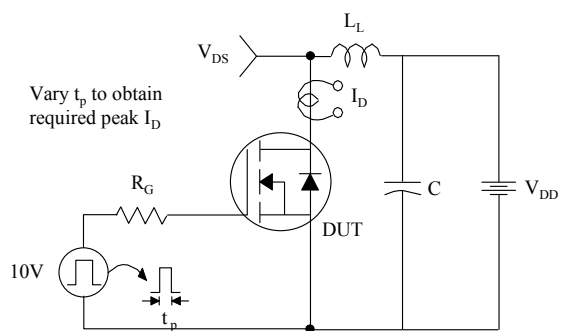 L_L
V_DS
Vary t_p to obtain
required peak I_D
I_D
R_G
C
V_DD
DUT
10V
t_p